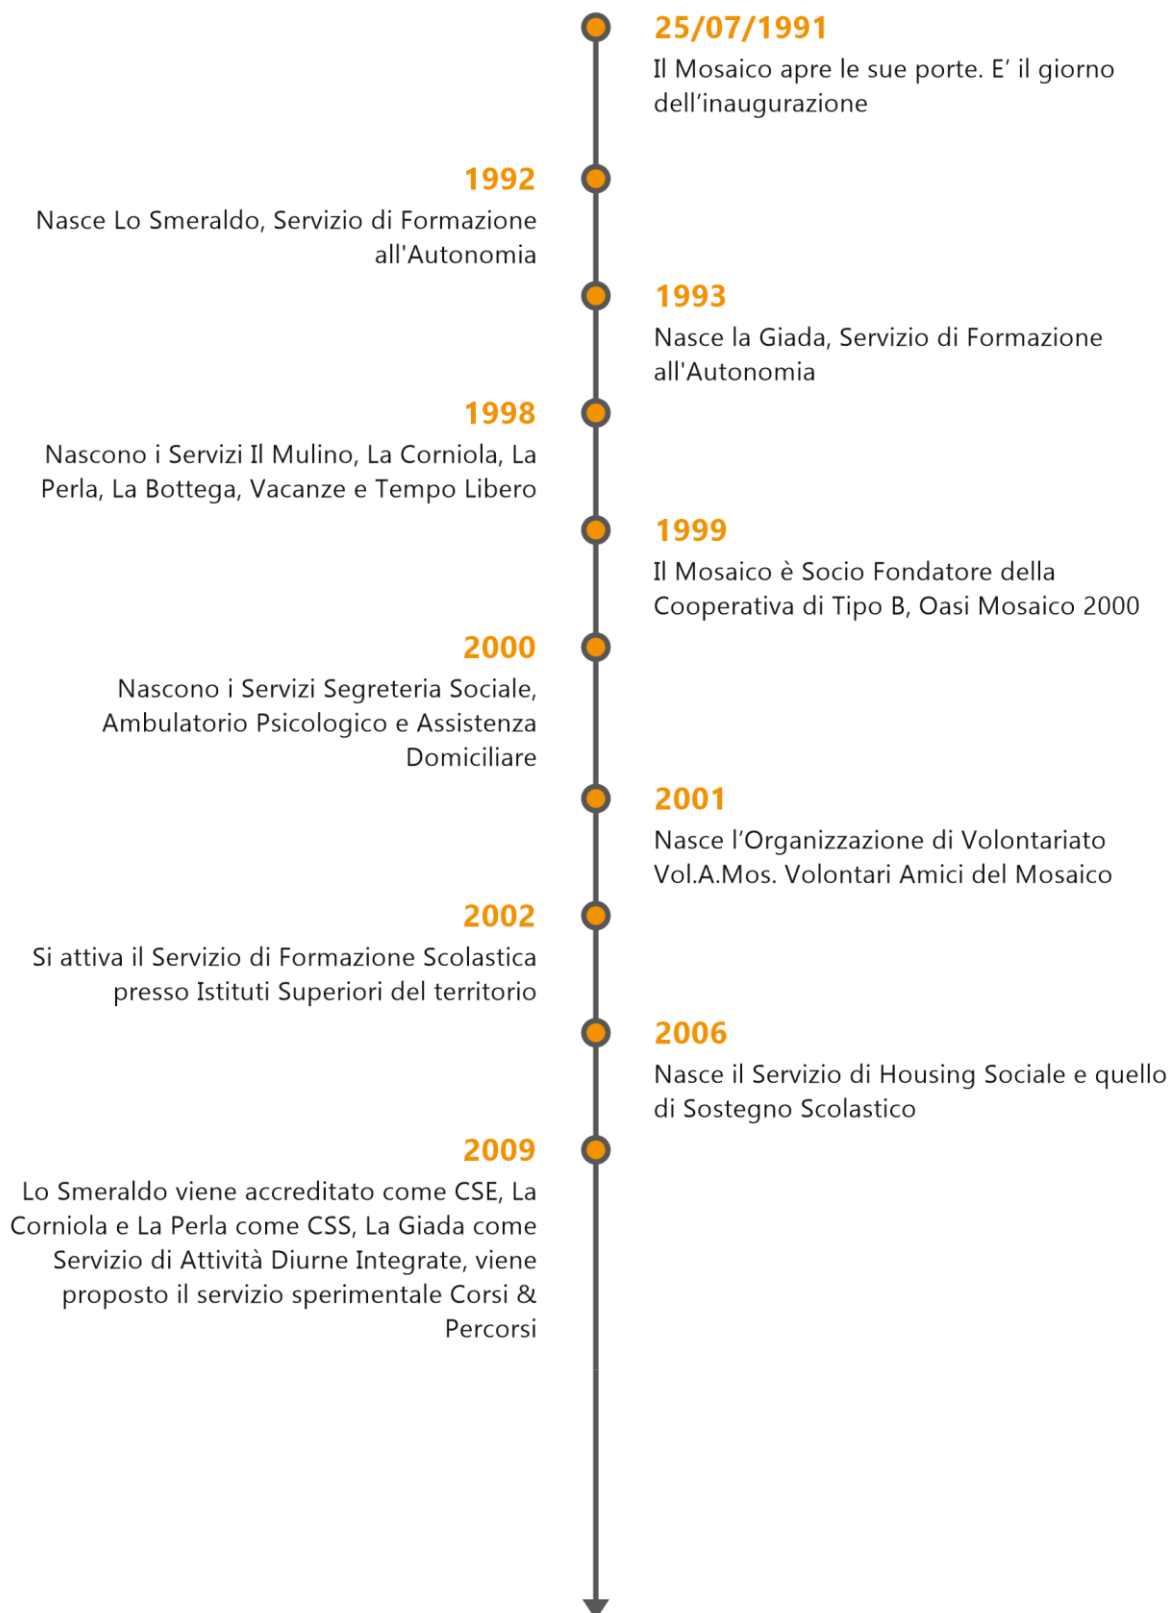 25/07/1991
Il Mosaico apre le sue porte. E’ il giorno
dell’inaugurazione
1992
Nasce Lo Smeraldo, Servizio di Formazione
all'Autonomia
1993
Nasce la Giada, Servizio di Formazione
all'Autonomia
1998
Nascono i Servizi Il Mulino, La Corniola, La
Perla, La Bottega, Vacanze e Tempo Libero
1999
Il Mosaico è Socio Fondatore della
Cooperativa di Tipo B, Oasi Mosaico 2000
2000
Nascono i Servizi Segreteria Sociale,
Ambulatorio Psicologico e Assistenza
Domiciliare
2001
Nasce l’Organizzazione di Volontariato
Vol.A.Mos. Volontari Amici del Mosaico
2002
Si attiva il Servizio di Formazione Scolastica
presso Istituti Superiori del territorio
2006
Nasce il Servizio di Housing Sociale e quello
di Sostegno Scolastico
2009
Lo Smeraldo viene accreditato come CSE, La
Corniola e La Perla come CSS, La Giada come
Servizio di Attività Diurne Integrate, viene
proposto il servizio sperimentale Corsi &
Percorsi